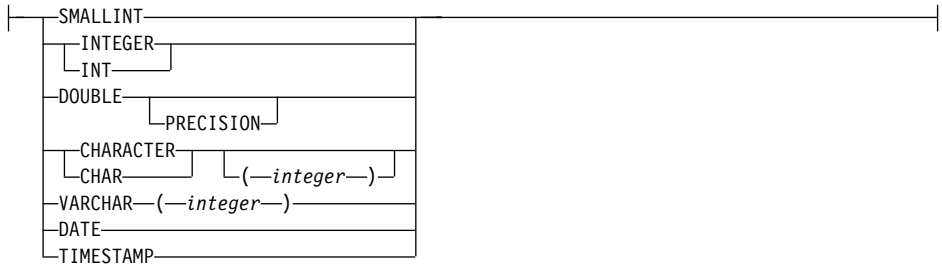 SMALLINT
INTEGER
INT
DOUBLE
PRECISION
CHARACTER
CHAR (integer)
VARCHAR (integer)
DATE
TIMESTAMP